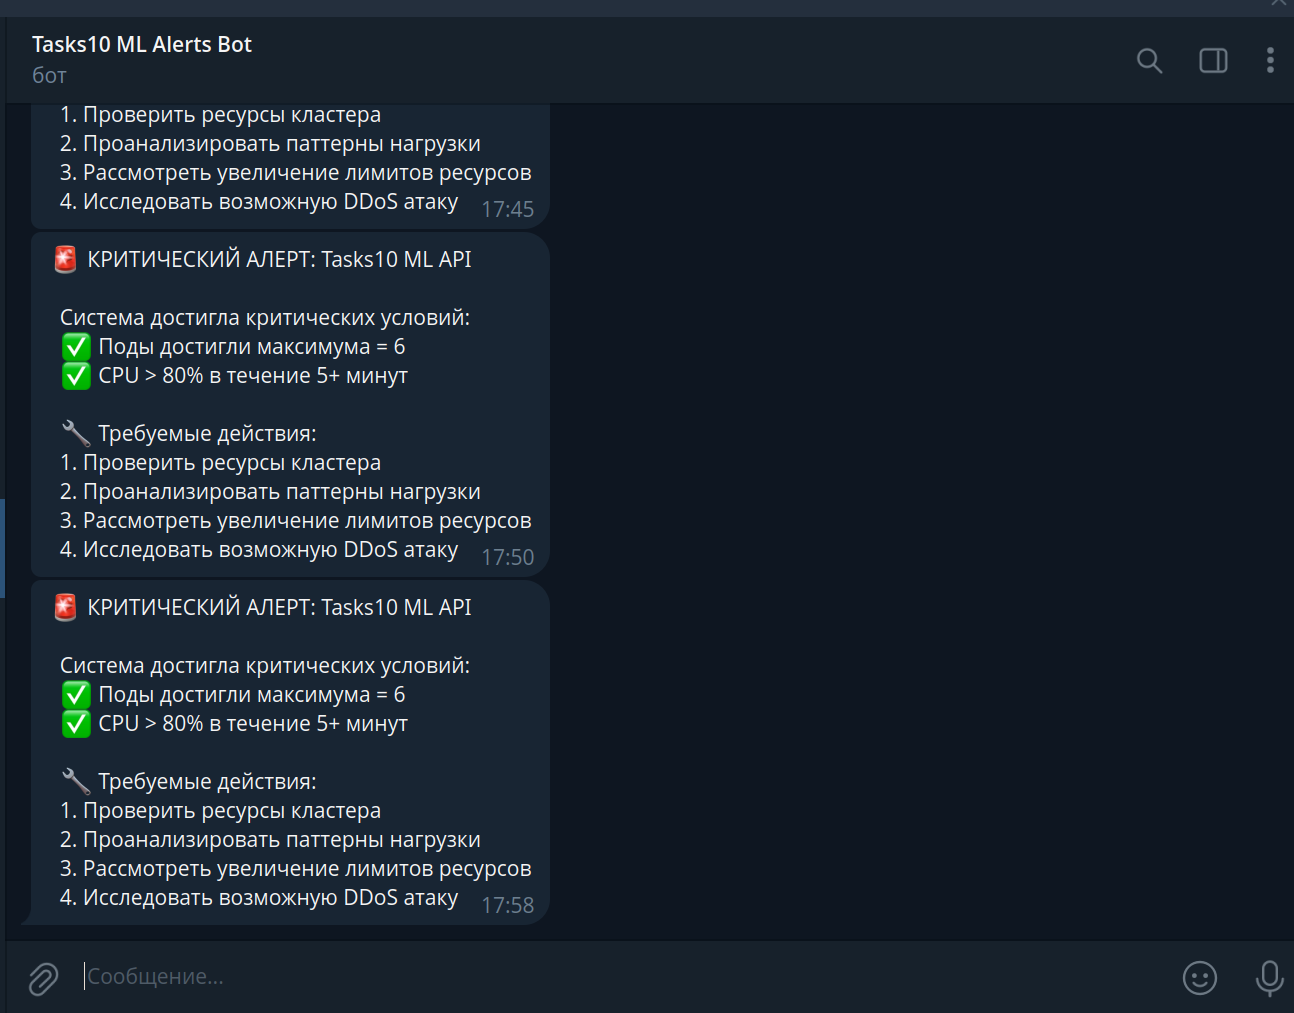 Tasks10 ML Alerts Bot
бот
1. Проверить ресурсы кластера
2. Проанализировать паттерны нагрузки
3. Рассмотреть увеличение лимитов ресурсов
4. Исследовать возможную DDoS атаку 17:45
🚨 КРИТИЧЕСКИЙ АЛЕРТ: Tasks10 ML API
Система достигла критических условий:
✅ Поды достигли максимума = 6
✅ CPU > 80% в течение 5+ минут
🔧 Требуемые действия:
1. Проверить ресурсы кластера
2. Проанализировать паттерны нагрузки
3. Рассмотреть увеличение лимитов ресурсов
4. Исследовать возможную DDoS атаку 17:50
🚨 КРИТИЧЕСКИЙ АЛЕРТ: Tasks10 ML API
Система достигла критических условий:
✅ Поды достигли максимума = 6
✅ CPU > 80% в течение 5+ минут
🔧 Требуемые действия:
1. Проверить ресурсы кластера
2. Проанализировать паттерны нагрузки
3. Рассмотреть увеличение лимитов ресурсов
4. Исследовать возможную DDoS атаку 17:58
Сообщение...